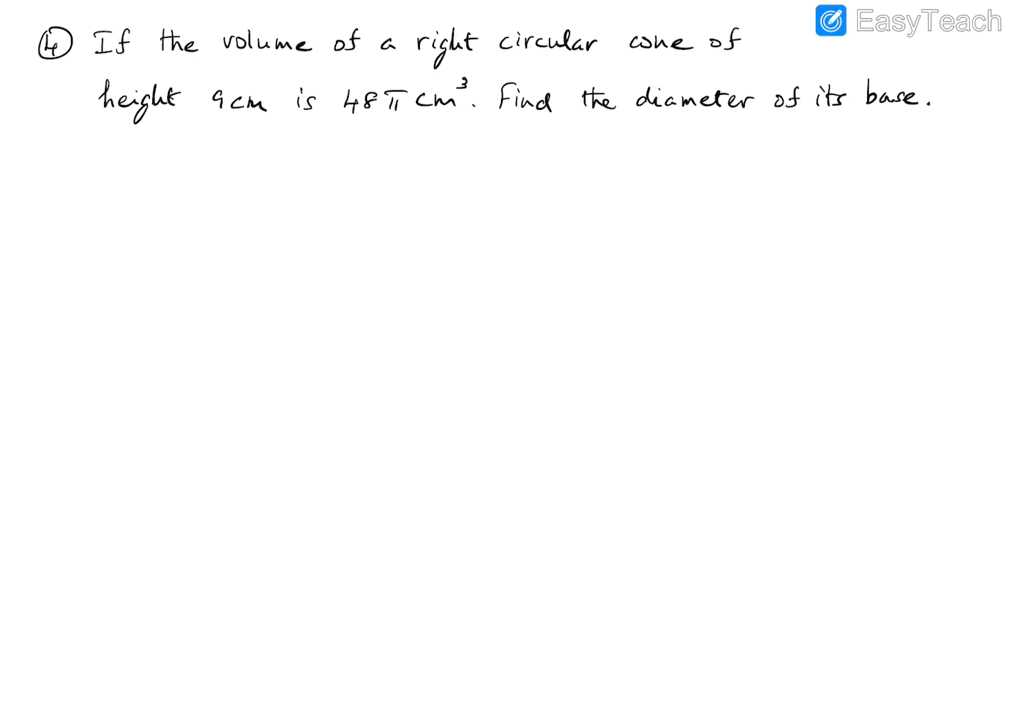 EasyTeach
④ If the volume of a right circular cone of
height 9cm is 48π cm³. Find the diameter of its base.